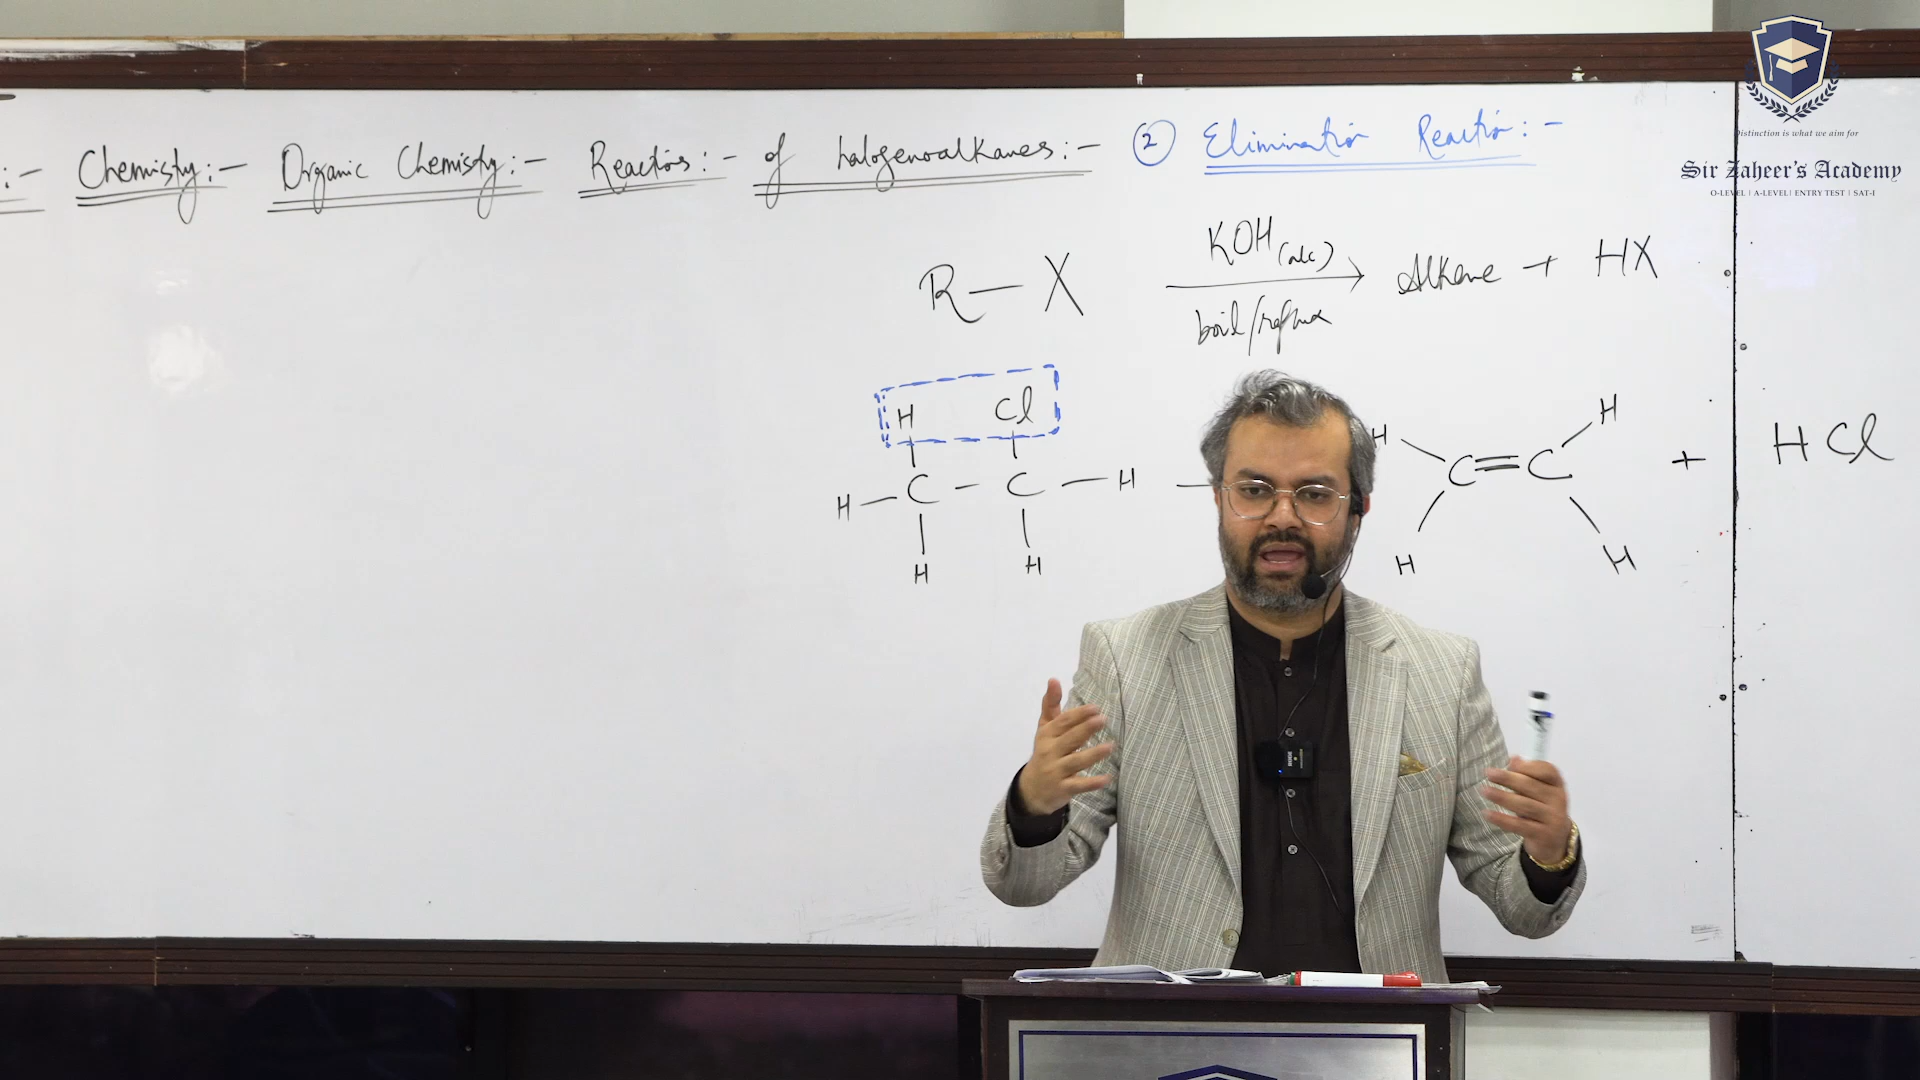 :- Chemistry:- Organic Chemistry:- Reactions:- of halogenoalkanes:- ② Elimination Reaction:-
R—X KOH(alc) boil/reflux → Alkene + HX
H Cl
H—C—C—H — H C=C H + HCl
H H H H
Distinction is what we aim for
Sir Zaheer's Academy
O-LEVEL | A-LEVEL | ENTRY TEST | SAT-I